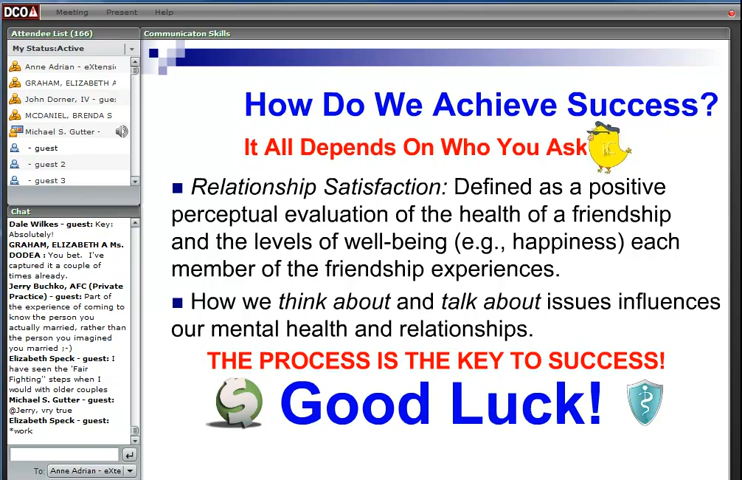 DCO
Meeting Present Help
Attendee List (166)
My Status:Active
Anne Adrian - eXtensi
GRAHAM, ELIZABETH A
John Dorner, IV - gues
MCDANIEL, BRENDA S
Michael S. Gutter -
- guest
- guest 2
- guest 3
Chat
Dale Wilkes - guest: Key:
Absolutely!
GRAHAM, ELIZABETH A Ms.
DODEA : You bet. I've
captured it a couple of
times already.
Jerry Buchko, AFC (Private
Practice) - guest: Part of
the experience of coming to
know the person you
actually married, rather than
the person you imagined
you married ;-)
Elizabeth Speck - guest: I
have seen the 'Fair
Fighting" steps when I
would with older couples
Michael S. Gutter - guest:
@Jerry, vry true
Elizabeth Speck - guest:
*work
To: Anne Adrian - eXte
Communicaton Skills
How Do We Achieve Success?
It All Depends On Who You Ask
Relationship Satisfaction: Defined as a positive
perceptual evaluation of the health of a friendship
and the levels of well-being (e.g., happiness) each
member of the friendship experiences.
How we think about and talk about issues influences
our mental health and relationships.
THE PROCESS IS THE KEY TO SUCCESS!
$ Good Luck!